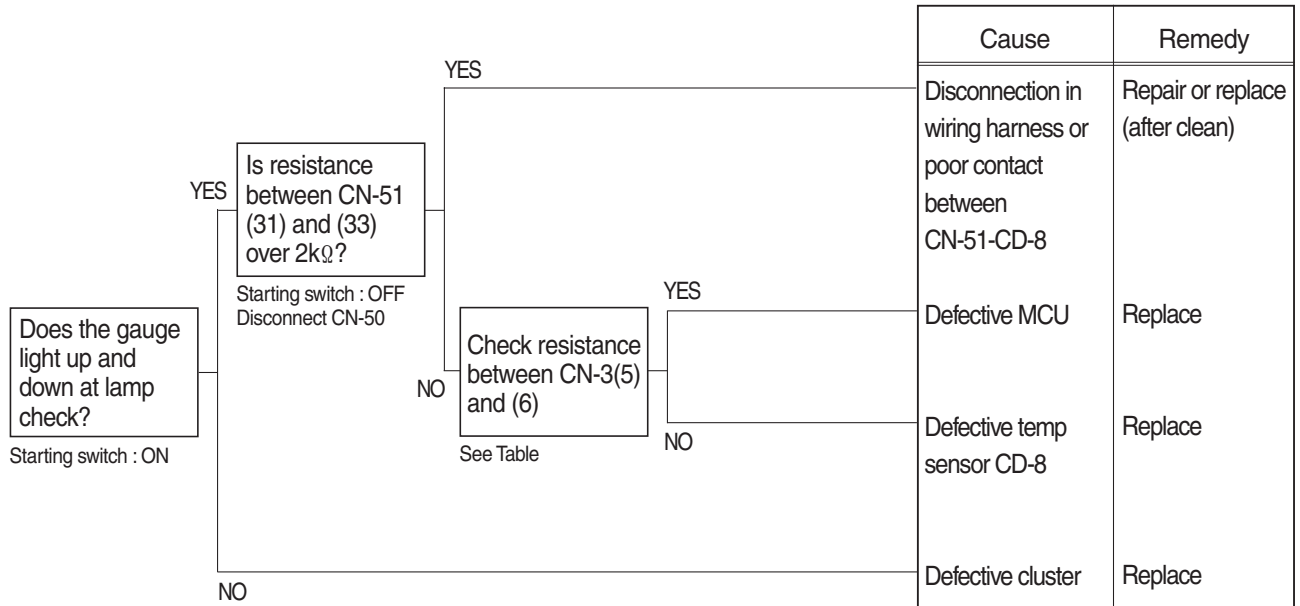 Cause Remedy
YES
Disconnection in Repair or replace
wiring harness or (after clean)
poor contact
between
CN-51-CD-8
YES
Is resistance
between CN-51
(31) and (33)
over 2kΩ?
Starting switch : OFF
Disconnect CN-50
YES
Defective MCU Replace
Does the gauge
light up and
down at lamp
check?
Starting switch : ON
NO
Check resistance
between CN-3(5)
and (6)
See Table
NO
Defective temp Replace
sensor CD-8
Defective cluster Replace
NO